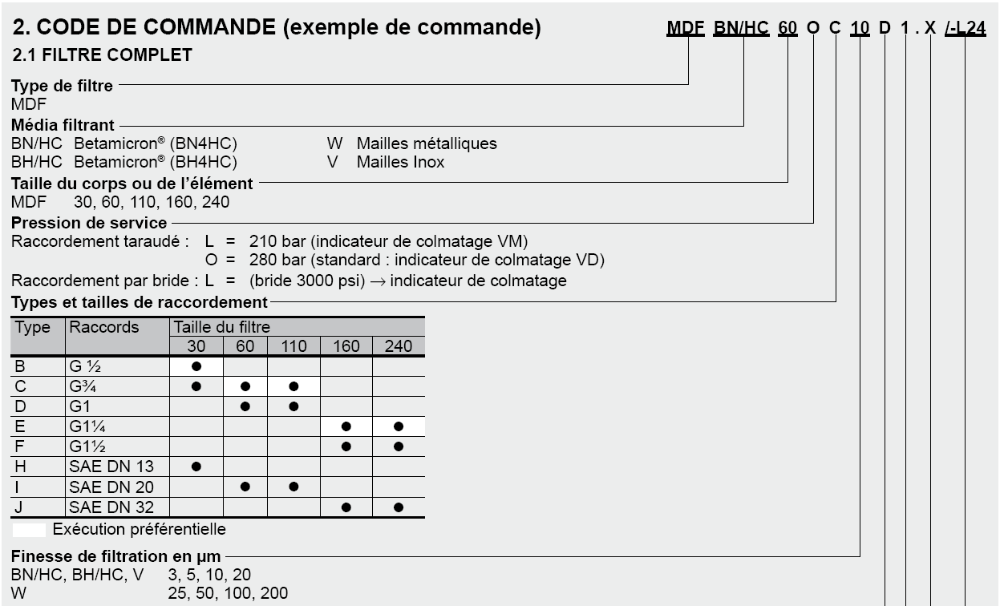 2. CODE DE COMMANDE (exemple de commande) MDF BN/HC 60 O C 10 D 1 . X /-L24
2.1 FILTRE COMPLET
Type de filtre
MDF
Média filtrant
BN/HC Betamicron® (BN4HC) W Mailles métalliques
BH/HC Betamicron® (BH4HC) V Mailles Inox
Taille du corps ou de l’élément
MDF 30, 60, 110, 160, 240
Pression de service
Raccordement taraudé : L = 210 bar (indicateur de colmatage VM)
O = 280 bar (standard : indicateur de colmatage VD)
Raccordement par bride : L = (bride 3000 psi) → indicateur de colmatage
Types et tailles de raccordement
Type Raccords Taille du filtre
30 60 110 160 240
B G ½ ●
C G¾ ● ● ●
D G1 ● ●
E G1¼ ● ●
F G1½ ● ●
H SAE DN 13 ●
I SAE DN 20 ● ●
J SAE DN 32 ● ●
Exécution préférentielle
Finesse de filtration en µm
BN/HC, BH/HC, V 3, 5, 10, 20
W 25, 50, 100, 200